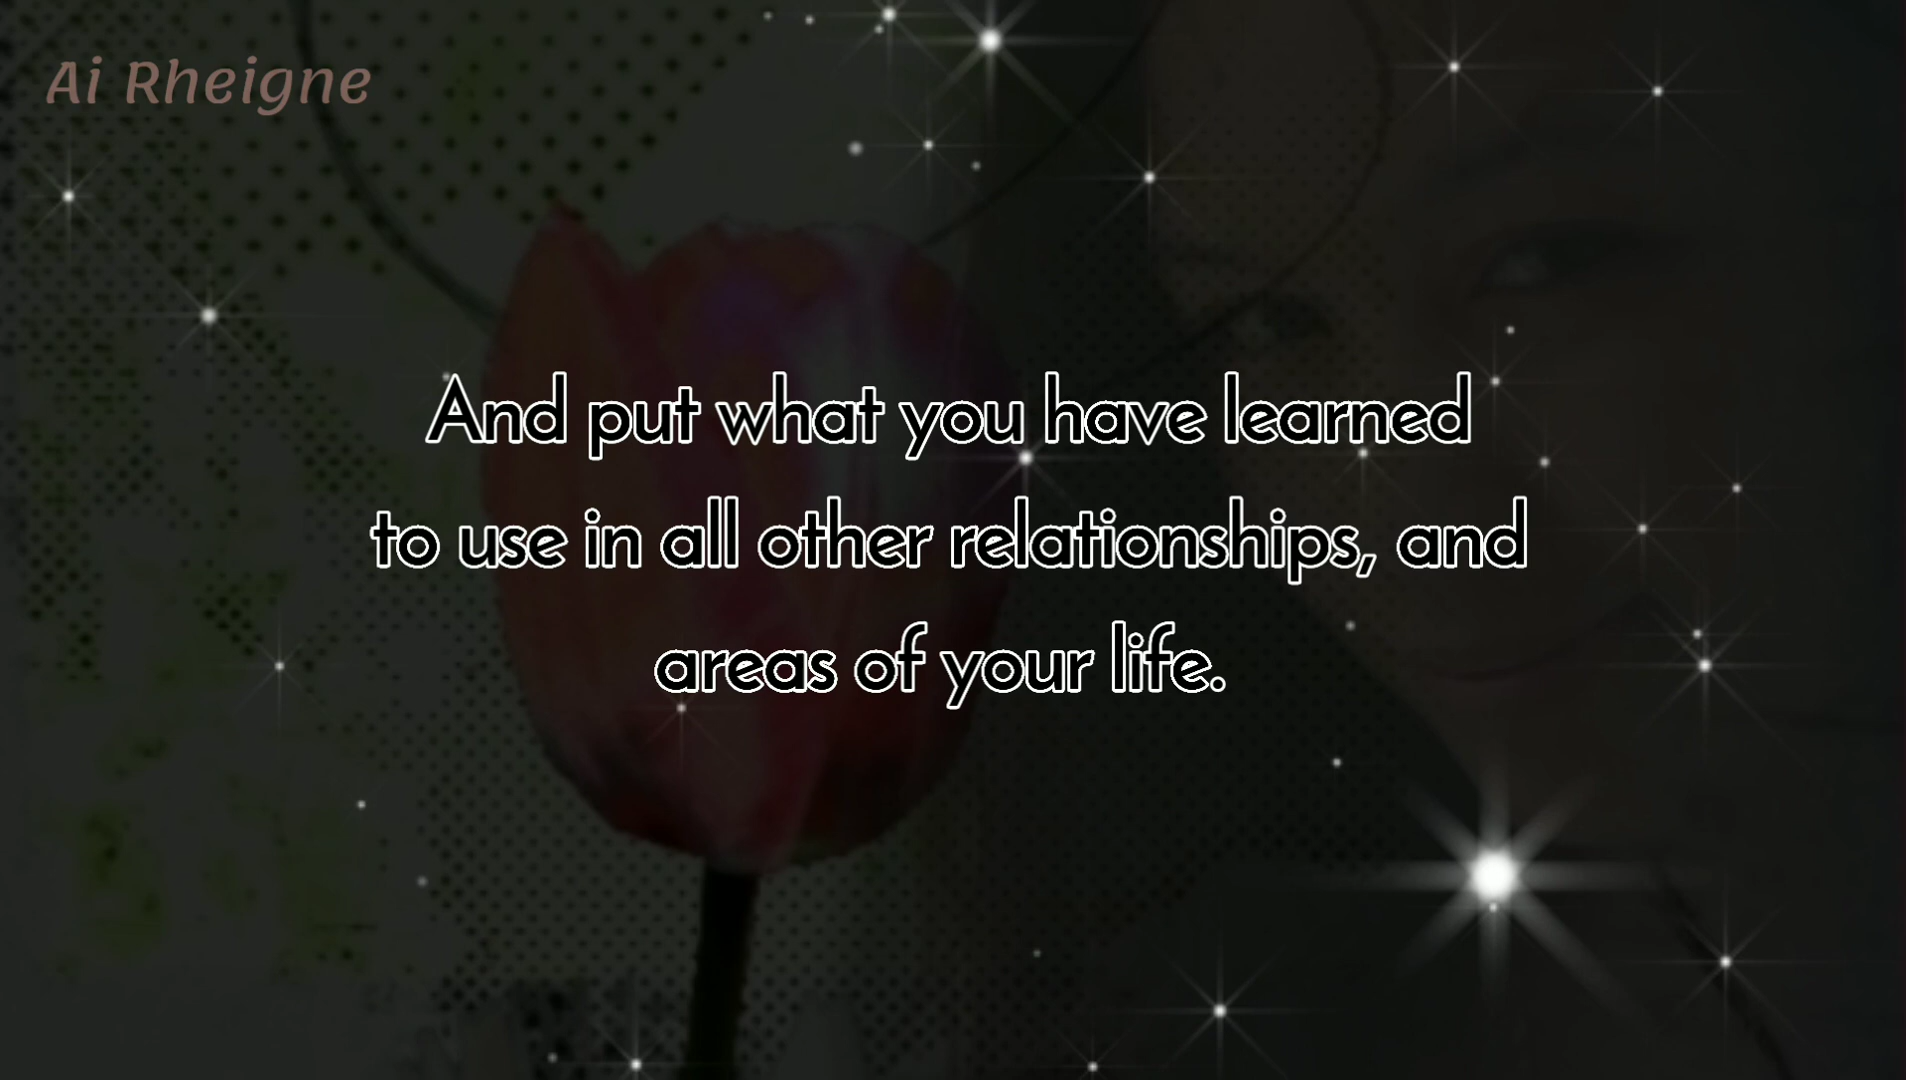 Ai Rheigne
And put what you have learned
to use in all other relationships, and
areas of your life.